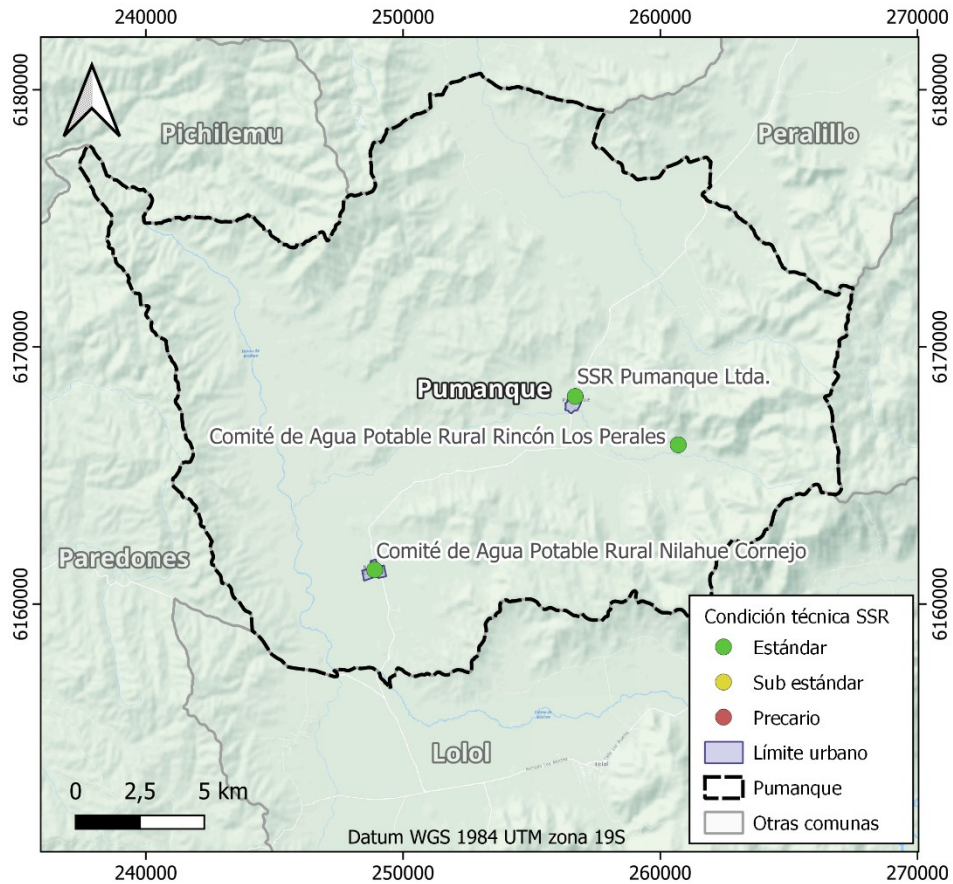 240000
250000
260000
270000
6180000
6180000
Pichilemu
Peralillo
6170000
6170000
SSR Pumanque Ltda.
Pumanque
Comité de Agua Potable Rural Rincón Los Perales
Comité de Agua Potable Rural Nilahue Cornejo
Paredones
6160000
6160000
Condición técnica SSR
Estándar
Sub estándar
Precario
Límite urbano
Pumanque
Otras comunas
Lolol
0 2,5 5 km
Datum WGS 1984 UTM zona 19S
240000
250000
260000
270000